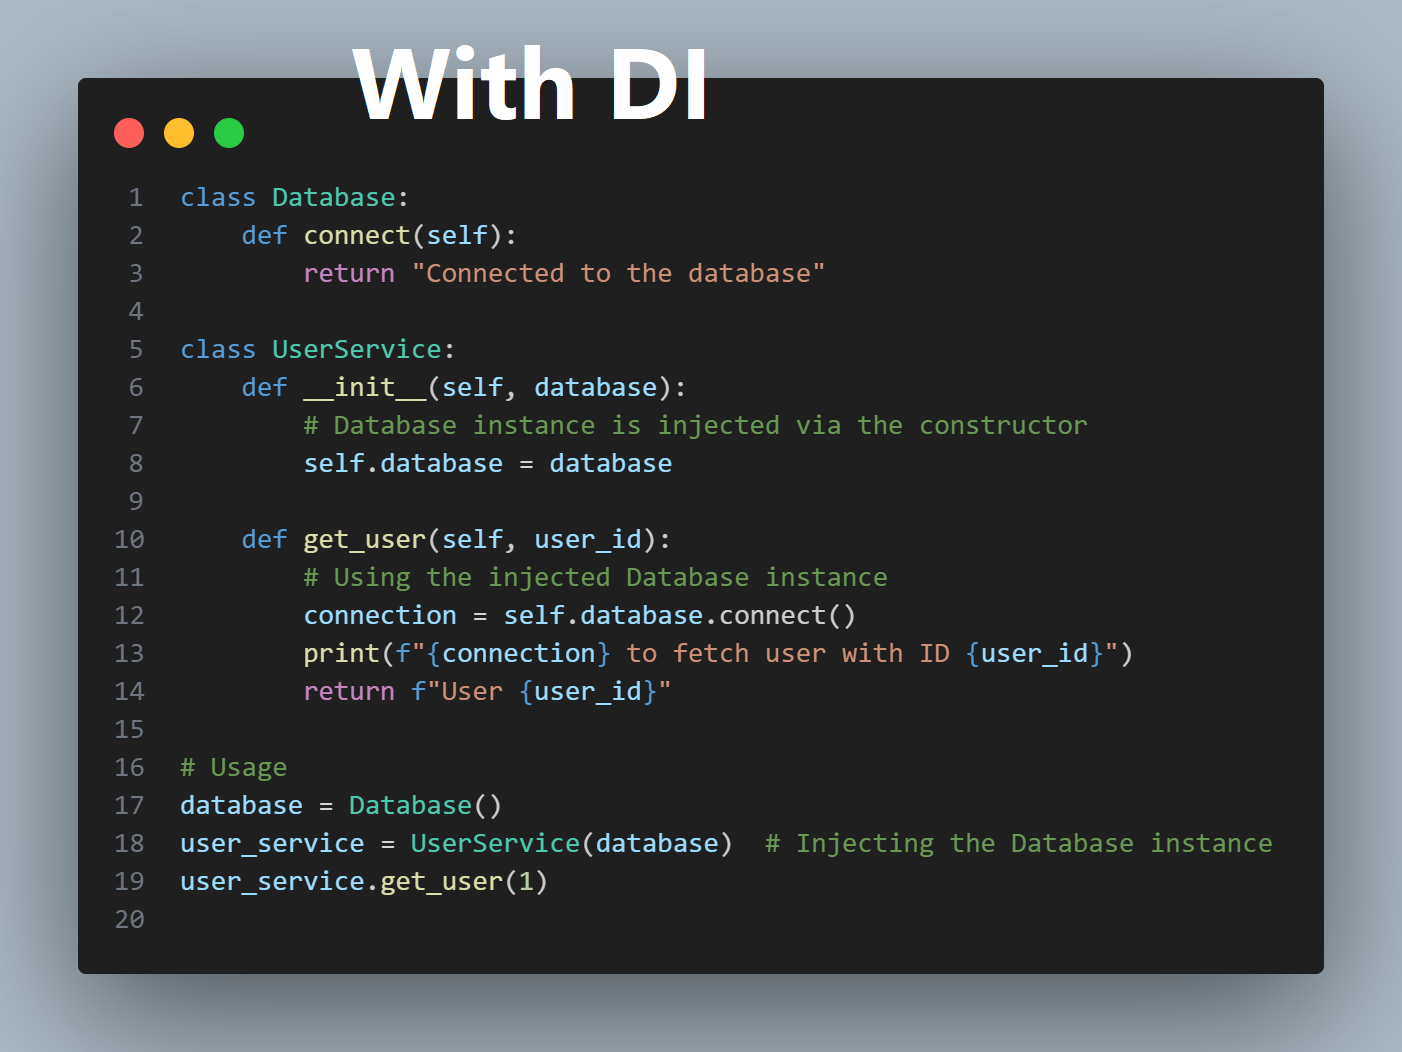 With DI
1 class Database:
2     def connect(self):
3         return "Connected to the database"
4
5 class UserService:
6     def __init__(self, database):
7         # Database instance is injected via the constructor
8         self.database = database
9
10     def get_user(self, user_id):
11         # Using the injected Database instance
12         connection = self.database.connect()
13         print(f"{connection} to fetch user with ID {user_id}")
14         return f"User {user_id}"
15
16 # Usage
17 database = Database()
18 user_service = UserService(database)  # Injecting the Database instance
19 user_service.get_user(1)
20